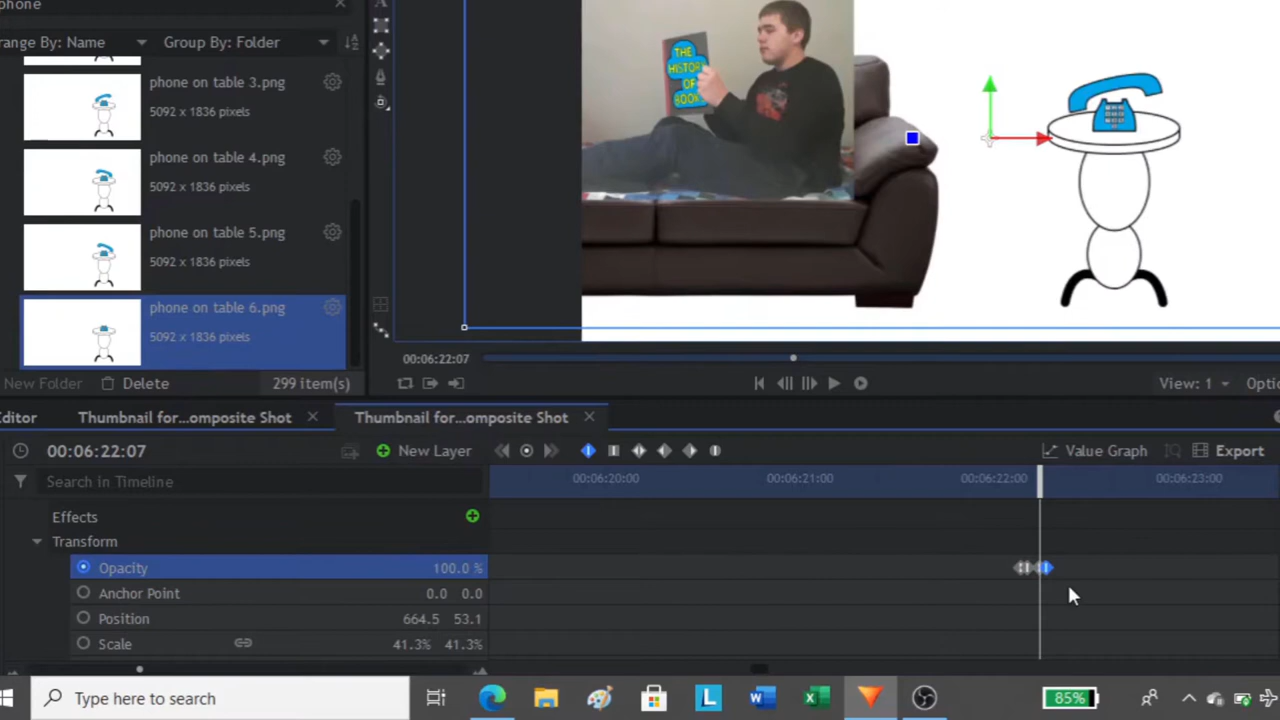 phone
range By: Name
Group By: Folder
phone on table 3.png
5092 x 1836 pixels
phone on table 4.png
5092 x 1836 pixels
phone on table 5.png
5092 x 1836 pixels
phone on table 6.png
5092 x 1836 pixels
New Folder
Delete
299 item(s)
THE
HISTORY
OF
BOOK
00:06:22:07
View: 1
Optio
Editor
Thumbnail for...omposite Shot
Thumbnail for...omposite Shot
00:06:22:07
New Layer
Value Graph
Export
Search in Timeline
00:06:20:00
00:06:21:00
00:06:22:00
00:06:23:00
Effects
Transform
Opacity
100.0 %
Anchor Point
0.0 0.0
Position
664.5 53.1
Scale
41.3% 41.3%
Type here to search
L
W
X
85%